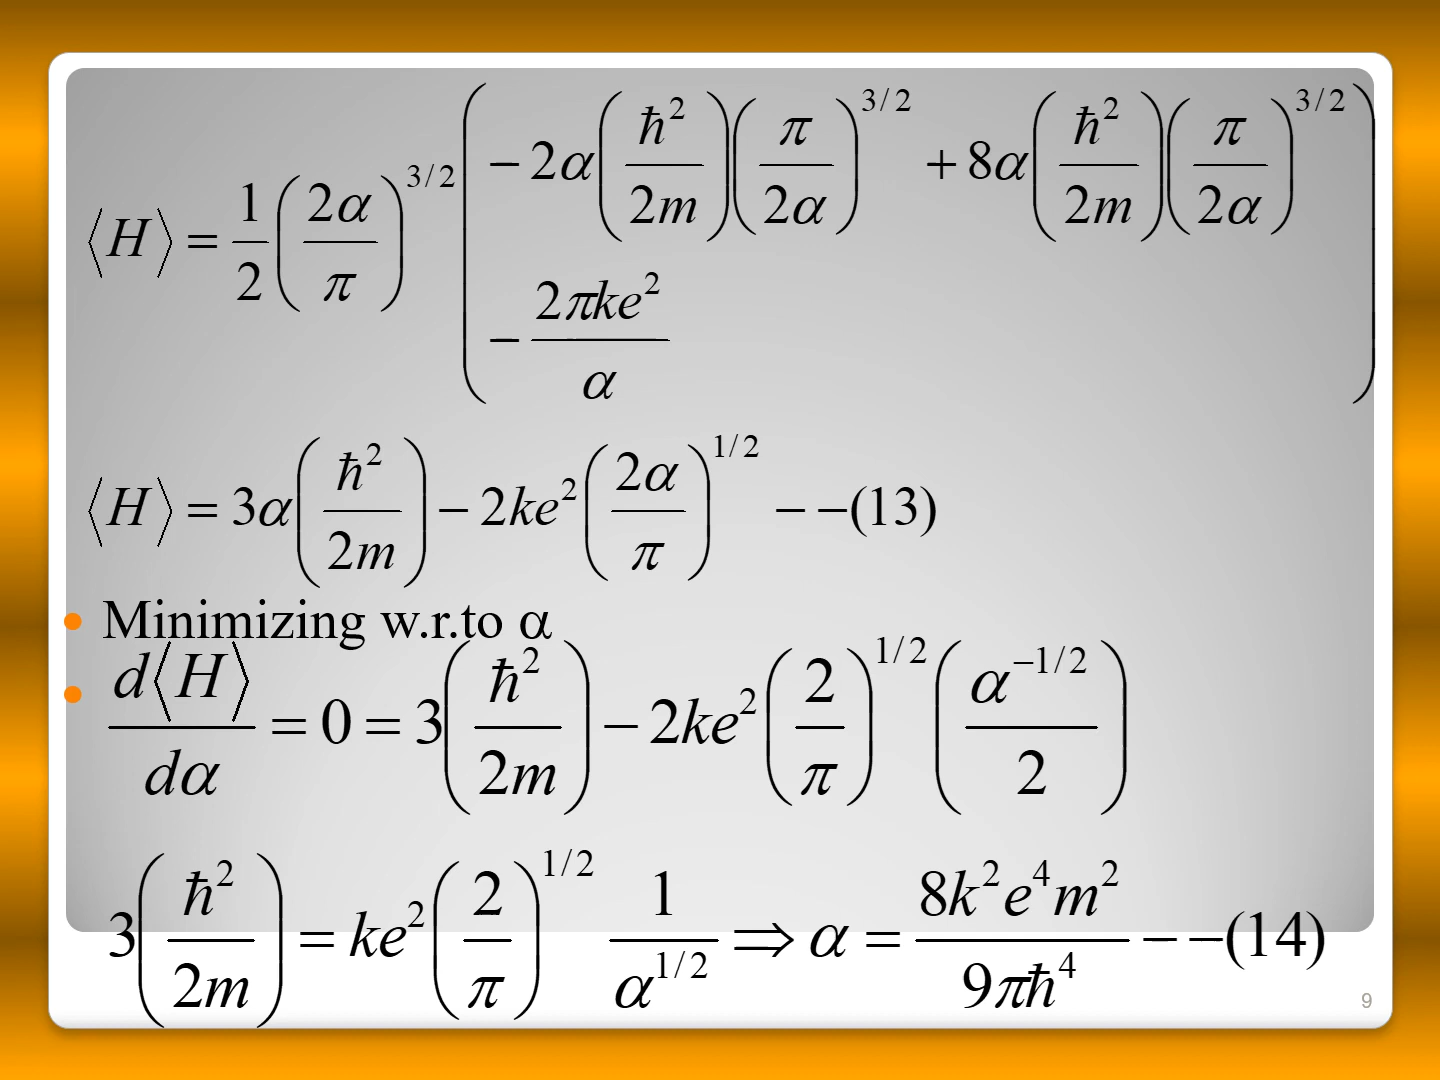 ⟨H⟩ = 1/2 (2α/π)^{3/2} ( −2α (ℏ²/2m) (π/2α)^{3/2} + 8α (ℏ²/2m) (π/2α)^{3/2} − 2πke²/α )
⟨H⟩ = 3α (ℏ²/2m) − 2ke² (2α/π)^{1/2} − −(13)
• Minimizing w.r.to α
• d⟨H⟩/dα = 0 = 3 (ℏ²/2m) − 2ke² (2/π)^{1/2} (α^{−1/2}/2)
3 (ℏ²/2m) = ke² (2/π)^{1/2} 1/α^{1/2} ⇒ α = 8k²e⁴m²/9πℏ⁴ − −(14)
9